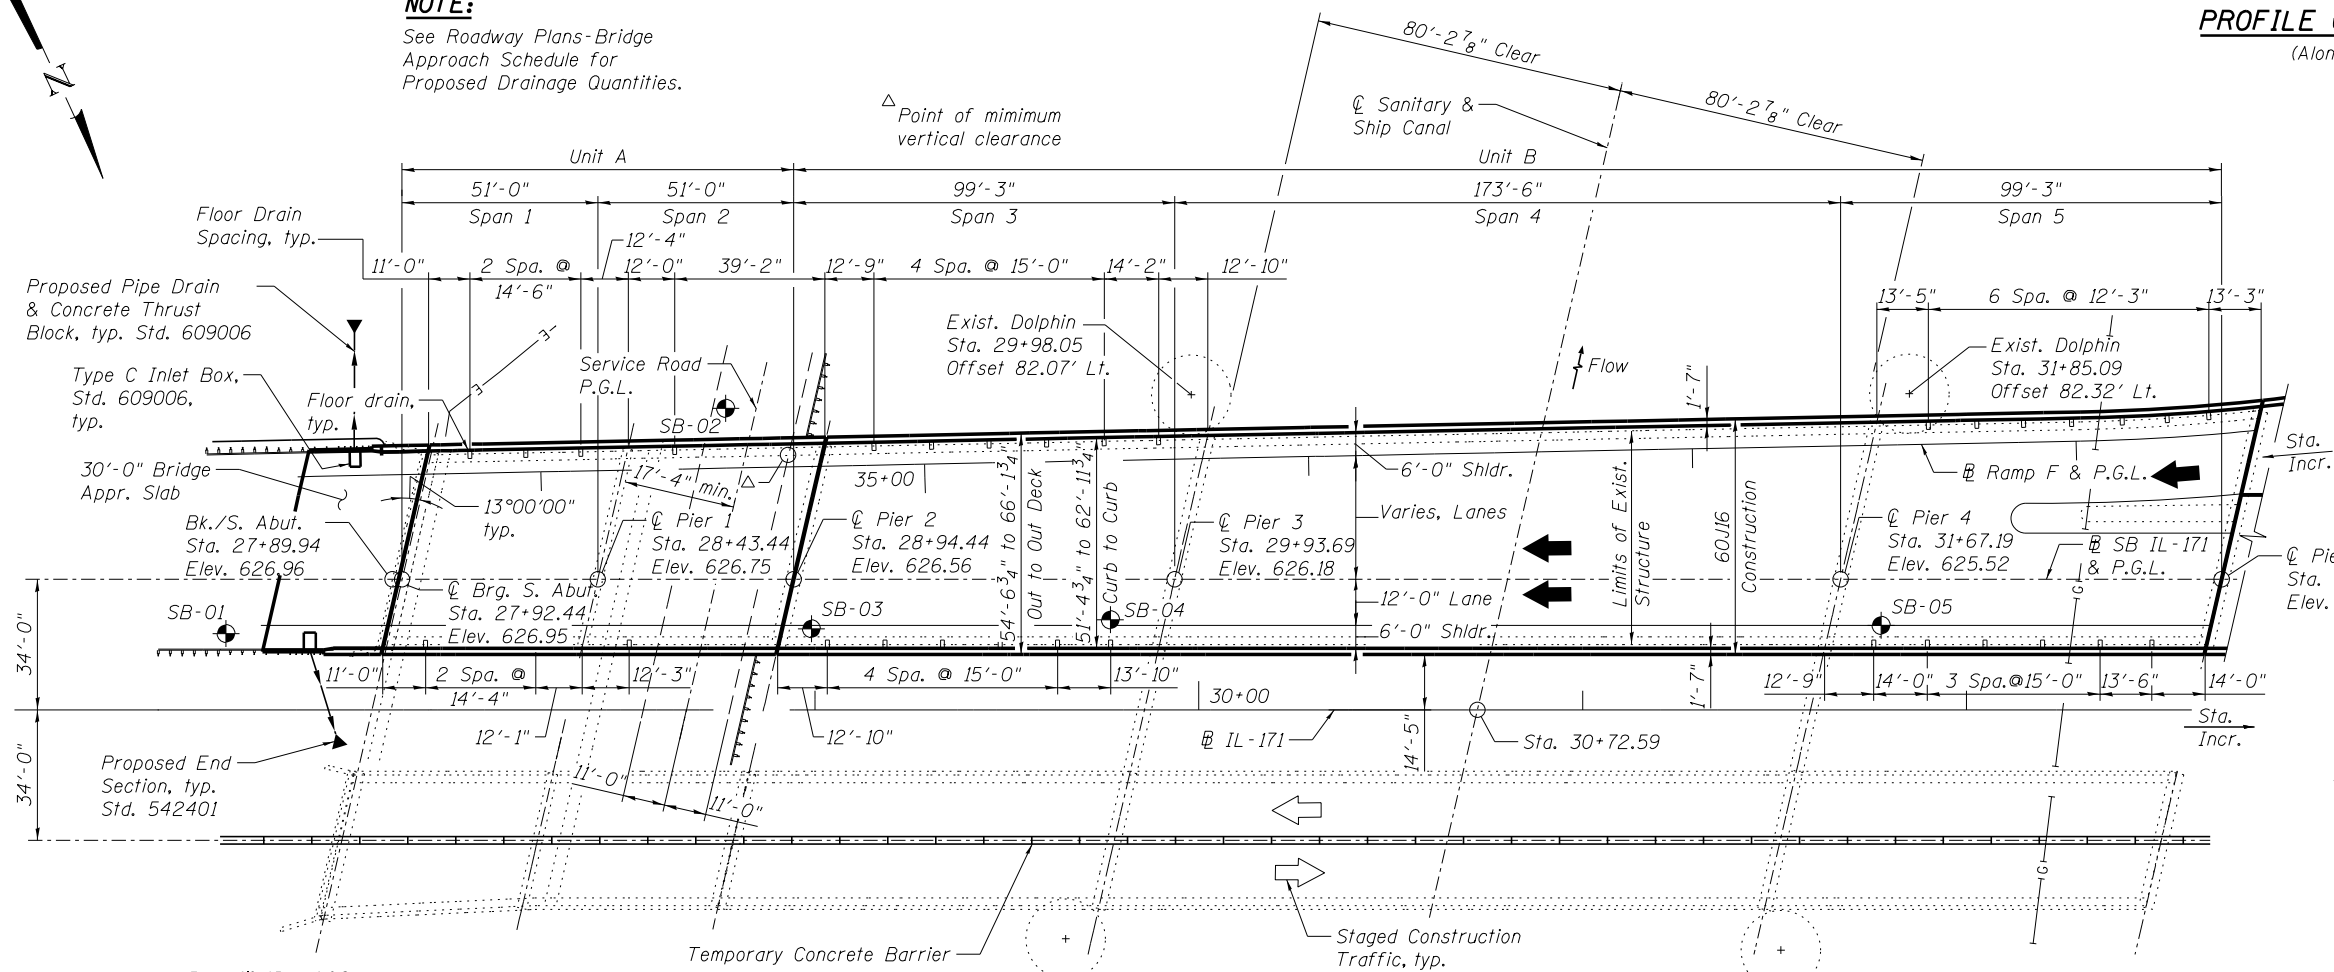 NOTE:
See Roadway Plans-Bridge
Approach Schedule for
Proposed Drainage Quantities.
PROFILE
(Alon
N
△ Point of mimimum
vertical clearance
80'-2 7/8" Clear
80'-2 7/8" Clear
℄ Sanitary &
Ship Canal
Unit A
Unit B
51'-0"
51'-0"
99'-3"
173'-6"
99'-3"
Span 1
Span 2
Span 3
Span 4
Span 5
Floor Drain
Spacing, typ.
12'-4"
11'-0"
2 Spa. @
14'-6"
12'-0"
39'-2"
12'-9"
4 Spa. @ 15'-0"
14'-2"
12'-10"
13'-5"
6 Spa. @ 12'-3"
13'-3"
Proposed Pipe Drain
& Concrete Thrust
Block, typ. Std. 609006
Type C Inlet Box,
Std. 609006,
typ.
Floor drain,
typ.
E
E
Service Road
P.G.L.
SB-02
Exist. Dolphin
Sta. 29+98.05
Offset 82.07' Lt.
Flow
1'-7"
Exist. Dolphin
Sta. 31+85.09
Offset 82.32' Lt.
Sta.
Incr.
30'-0" Bridge
Appr. Slab
13°00'00"
typ.
17'-4" min.
△
35+00
6'-0" Shldr.
Varies, Lanes
12'-0" Lane
6'-0" Shldr.
54'-6 3/4" to 66'-1 3/4"
Out to Out Deck
51'-4 3/4" to 62'-11 3/4"
Curb to Curb
Limits of Exist.
Structure
60J16
Construction
Ramp F & P.G.L.
Bk./S. Abut.
Sta. 27+89.94
Elev. 626.96
℄ Brg. S. Abut.
Sta. 27+92.44
Elev. 626.95
℄ Pier 1
Sta. 28+43.44
Elev. 626.75
℄ Pier 2
Sta. 28+94.44
Elev. 626.56
℄ Pier 3
Sta. 29+93.69
Elev. 626.18
℄ Pier 4
Sta. 31+67.19
Elev. 625.52
SB IL-171
& P.G.L.
℄ Pie
Sta.
Elev.
SB-01
SB-03
SB-04
SB-05
G
34'-0"
34'-0"
11'-0"
2 Spa. @
14'-4"
12'-3"
12'-1"
4 Spa. @ 15'-0"
13'-10"
12'-10"
12'-9"
14'-0"
3 Spa.@15'-0"
13'-6"
14'-0"
1'-7"
30+00
IL-171
14'-5"
Sta. 30+72.59
Sta.
Incr.
Proposed End
Section, typ.
Std. 542401
11'-0"
11'-0"
G
Temporary Concrete Barrier
Staged Construction
Traffic, typ.